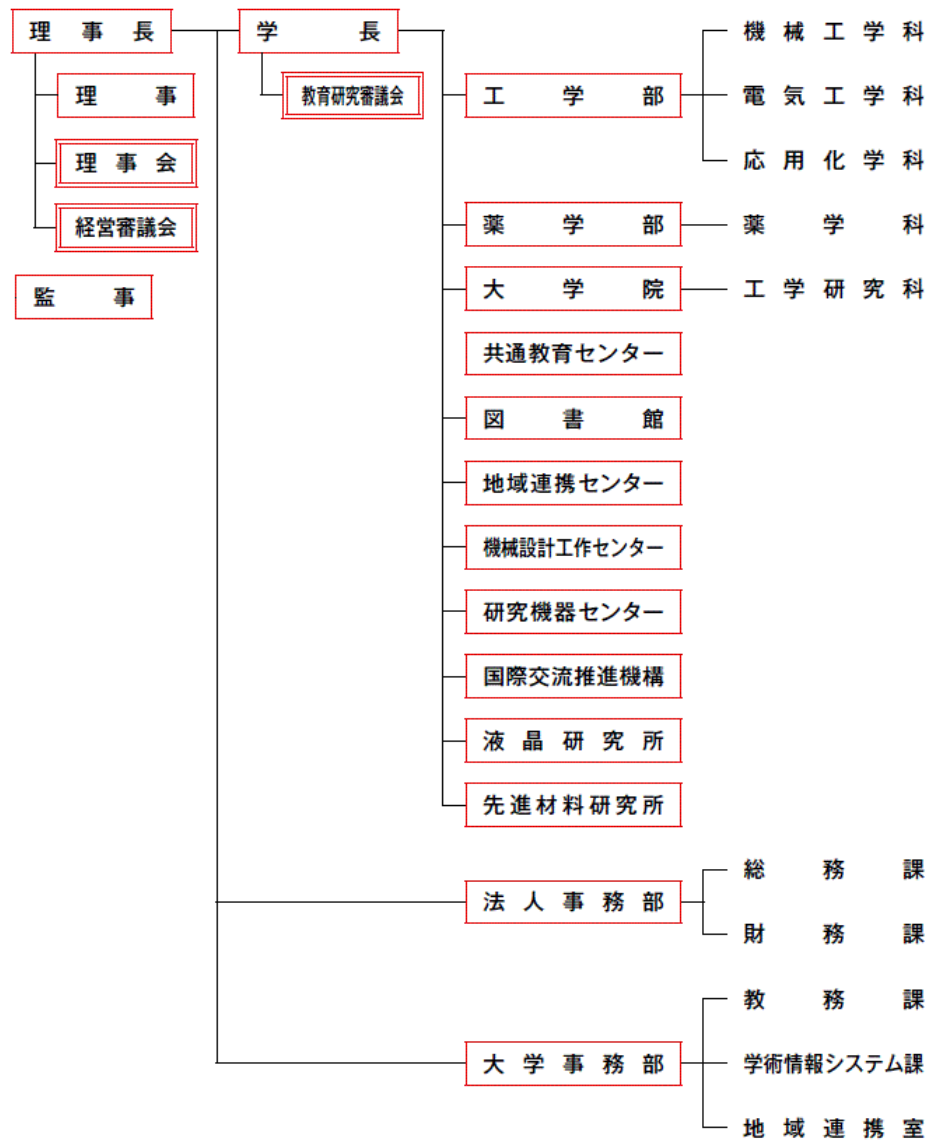 理事長
理事
理事会
経営審議会
監事
学長
教育研究審議会
工学部
機械工学科
電気工学科
応用化学科
薬学部
薬学科
大学院
工学研究科
共通教育センター
図書館
地域連携センター
機械設計工作センター
研究機器センター
国際交流推進機構
液晶研究所
先進材料研究所
法人事務部
総務課
財務課
大学事務部
教務課
学術情報システム課
地域連携室